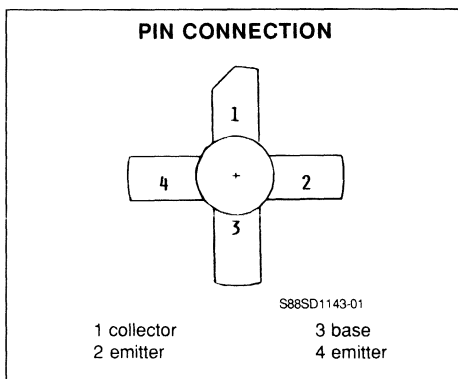 PIN CONNECTION
1
4
2
3
S88SD1143-01
1 collector
3 base
2 emitter
4 emitter